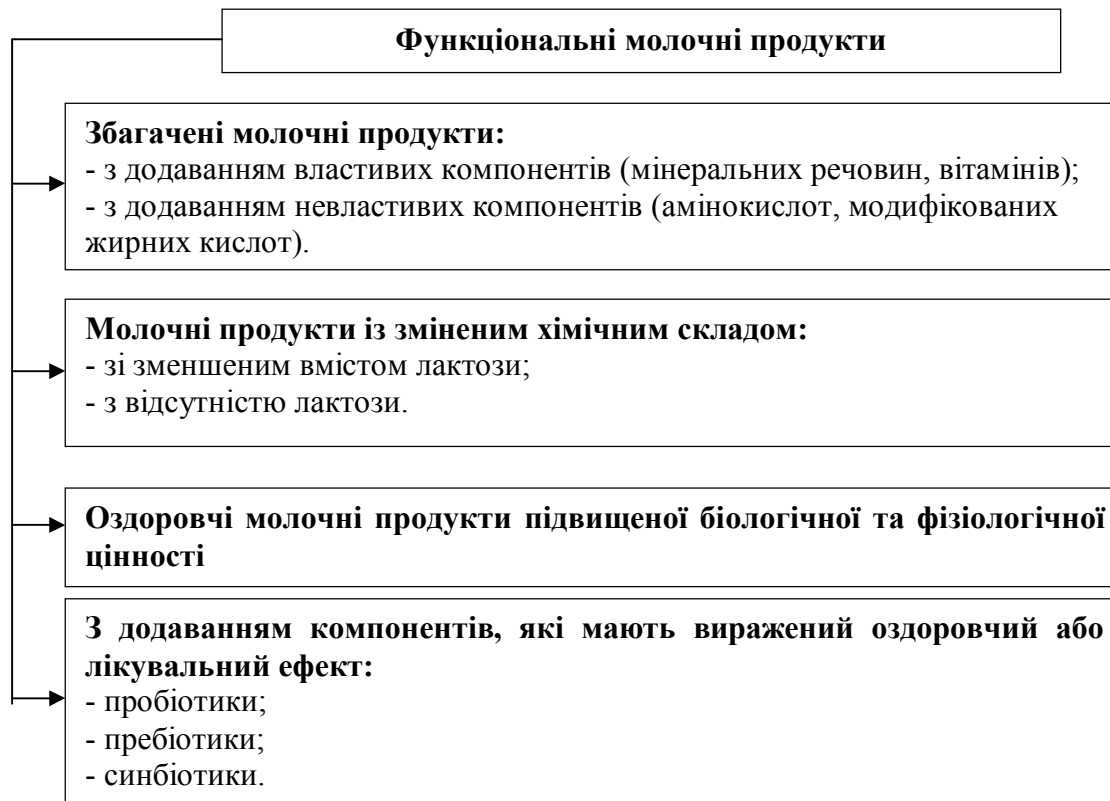 Функціональні молочні продукти
Збагачені молочні продукти:
- з додаванням властивих компонентів (мінеральних речовин, вітамінів);
- з додаванням невластивих компонентів (амінокислот, модифікованих
жирних кислот).
Молочні продукти із зміненим хімічним складом:
- зі зменшеним вмістом лактози;
- з відсутністю лактози.
Оздоровчі молочні продукти підвищеної біологічної та фізіологічної
цінності
З додаванням компонентів, які мають виражений оздоровчий або
лікувальний ефект:
- пробіотики;
- пребіотики;
- синбіотики.